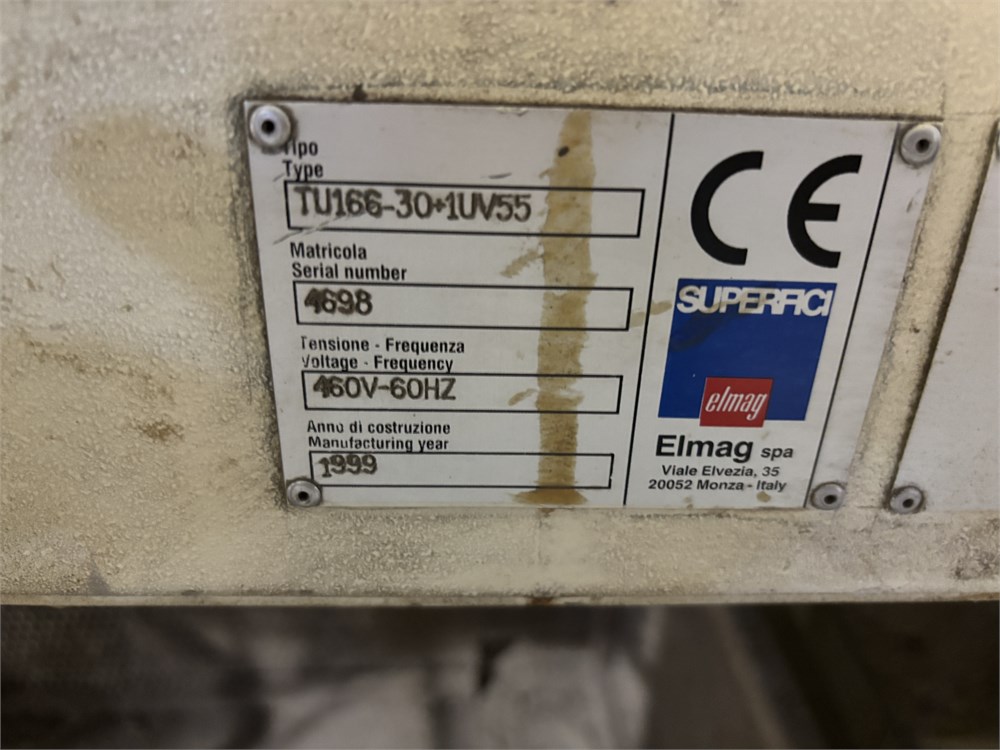 Tipo
Type
TU166-30+1UV55
Matricola
Serial number
4698
Tensione - Frequenza
Voltage - Frequency
460V-60HZ
Anno di costruzione
Manufacturing year
1999
CE
SUPERFICI
elmag
Elmag spa
Viale Elvezia, 35
20052 Monza - Italy